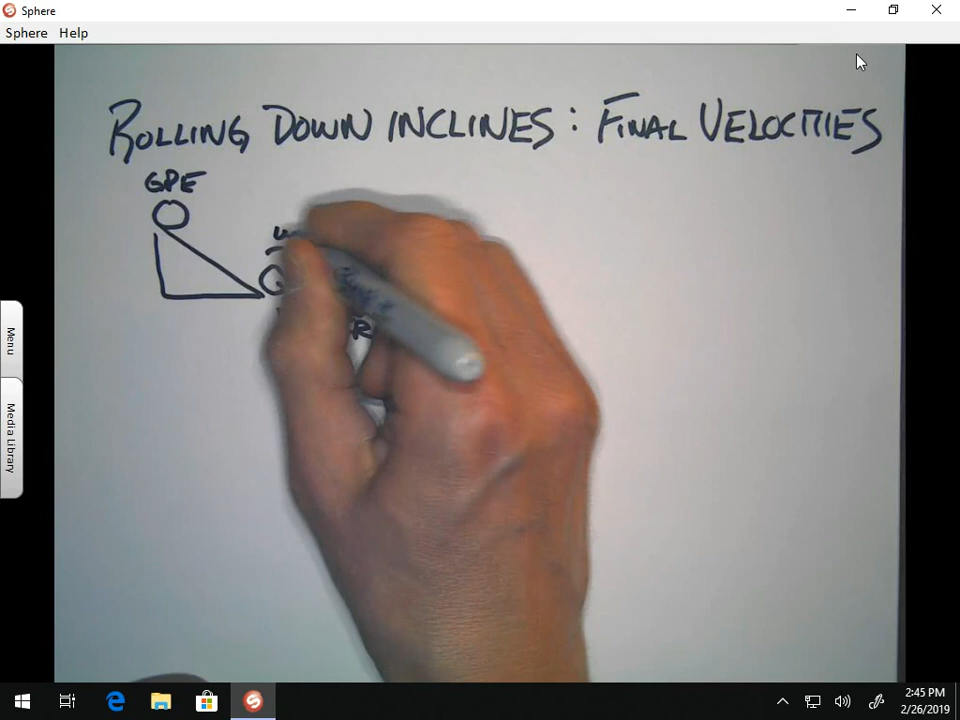 Sphere
Sphere Help
ROLLING DOWN INCLINES : FINAL VELOCITIES
GPE
Menu
Media Library
2:45 PM
2/26/2019